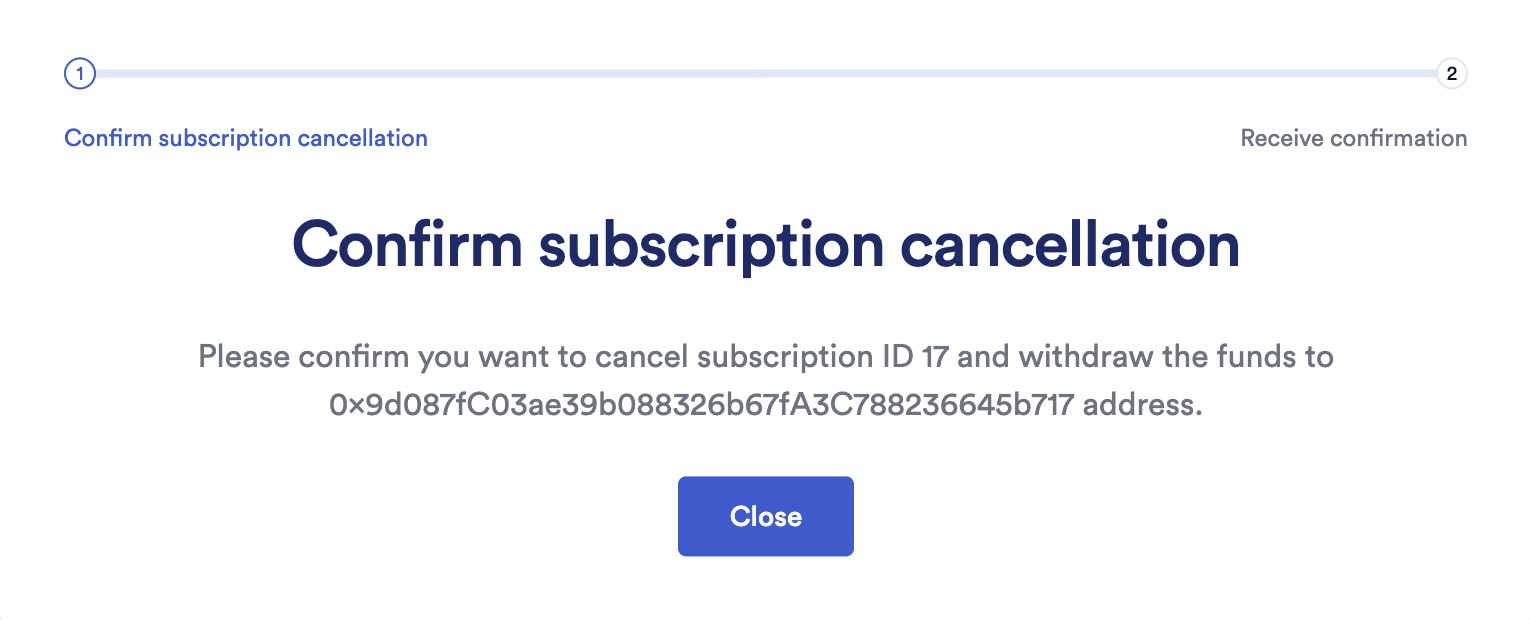 1
2
Confirm subscription cancellation
Receive confirmation
Confirm subscription cancellation
Please confirm you want to cancel subscription ID 17 and withdraw the funds to
0×9d087fC03ae39b088326b67fA3C788236645b717 address.
Close